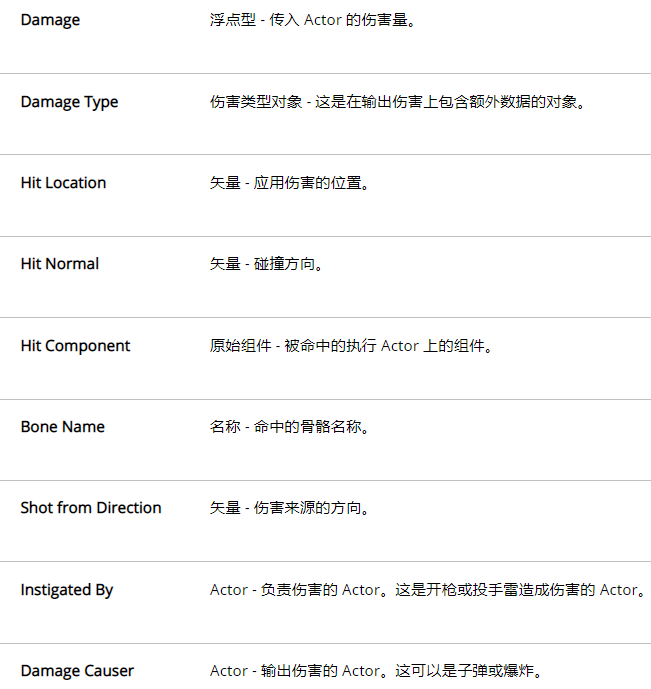 Damage 浮点型 - 传入 Actor 的伤害量。
Damage Type 伤害类型对象 - 这是在输出伤害上包含额外数据的对象。
Hit Location 矢量 - 应用伤害的位置。
Hit Normal 矢量 - 碰撞方向。
Hit Component 原始组件 - 被命中的执行 Actor 上的组件。
Bone Name 名称 - 命中的骨骼名称。
Shot from Direction 矢量 - 伤害来源的方向。
Instigated By Actor - 负责伤害的 Actor。这是开枪或投手雷造成伤害的 Actor。
Damage Causer Actor - 输出伤害的 Actor。这可以是子弹或爆炸。